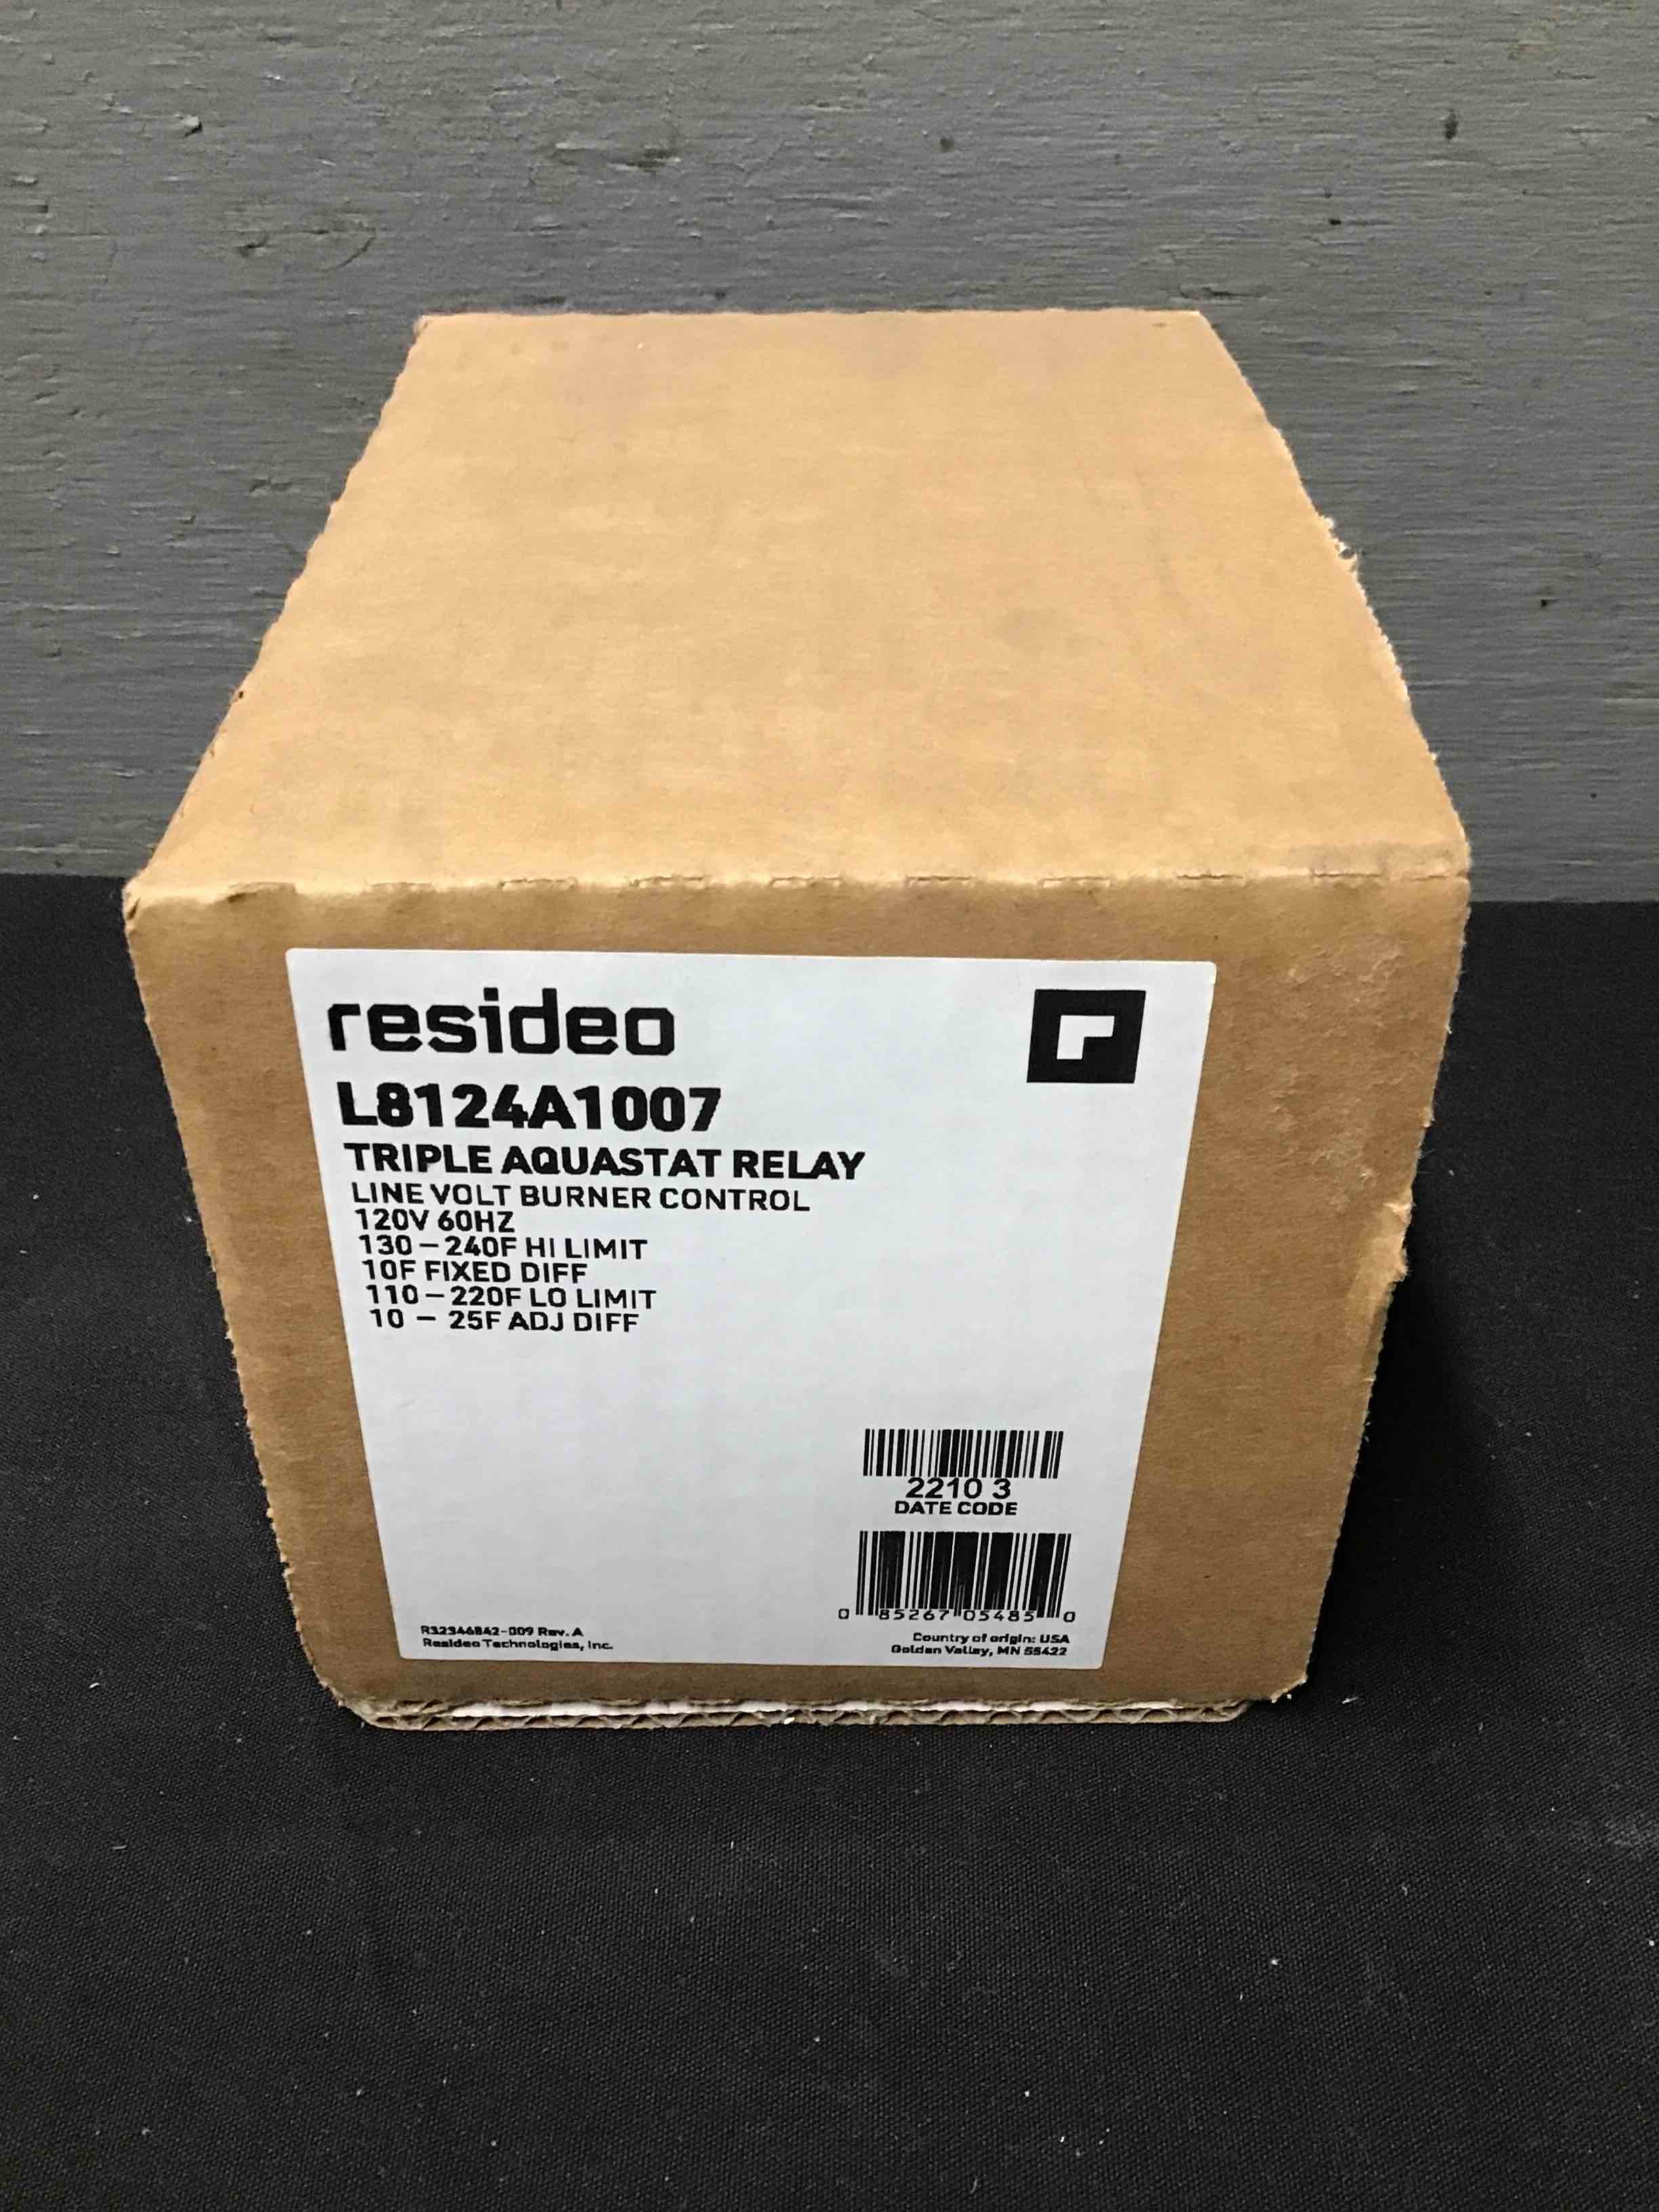 resideo
L8124A1007
TRIPLE AQUASTAT RELAY
LINE VOLT BURNER CONTROL
120V 60HZ
130 – 240F HI LIMIT
10F FIXED DIFF
110 – 220F LO LIMIT
10 – 25F ADJ DIFF
2210 3
DATE CODE
0 85267 05485 0
R32346842-009 Rev. A
Resideo Technologies, Inc.
Country of origin: USA
Golden Valley, MN 55422